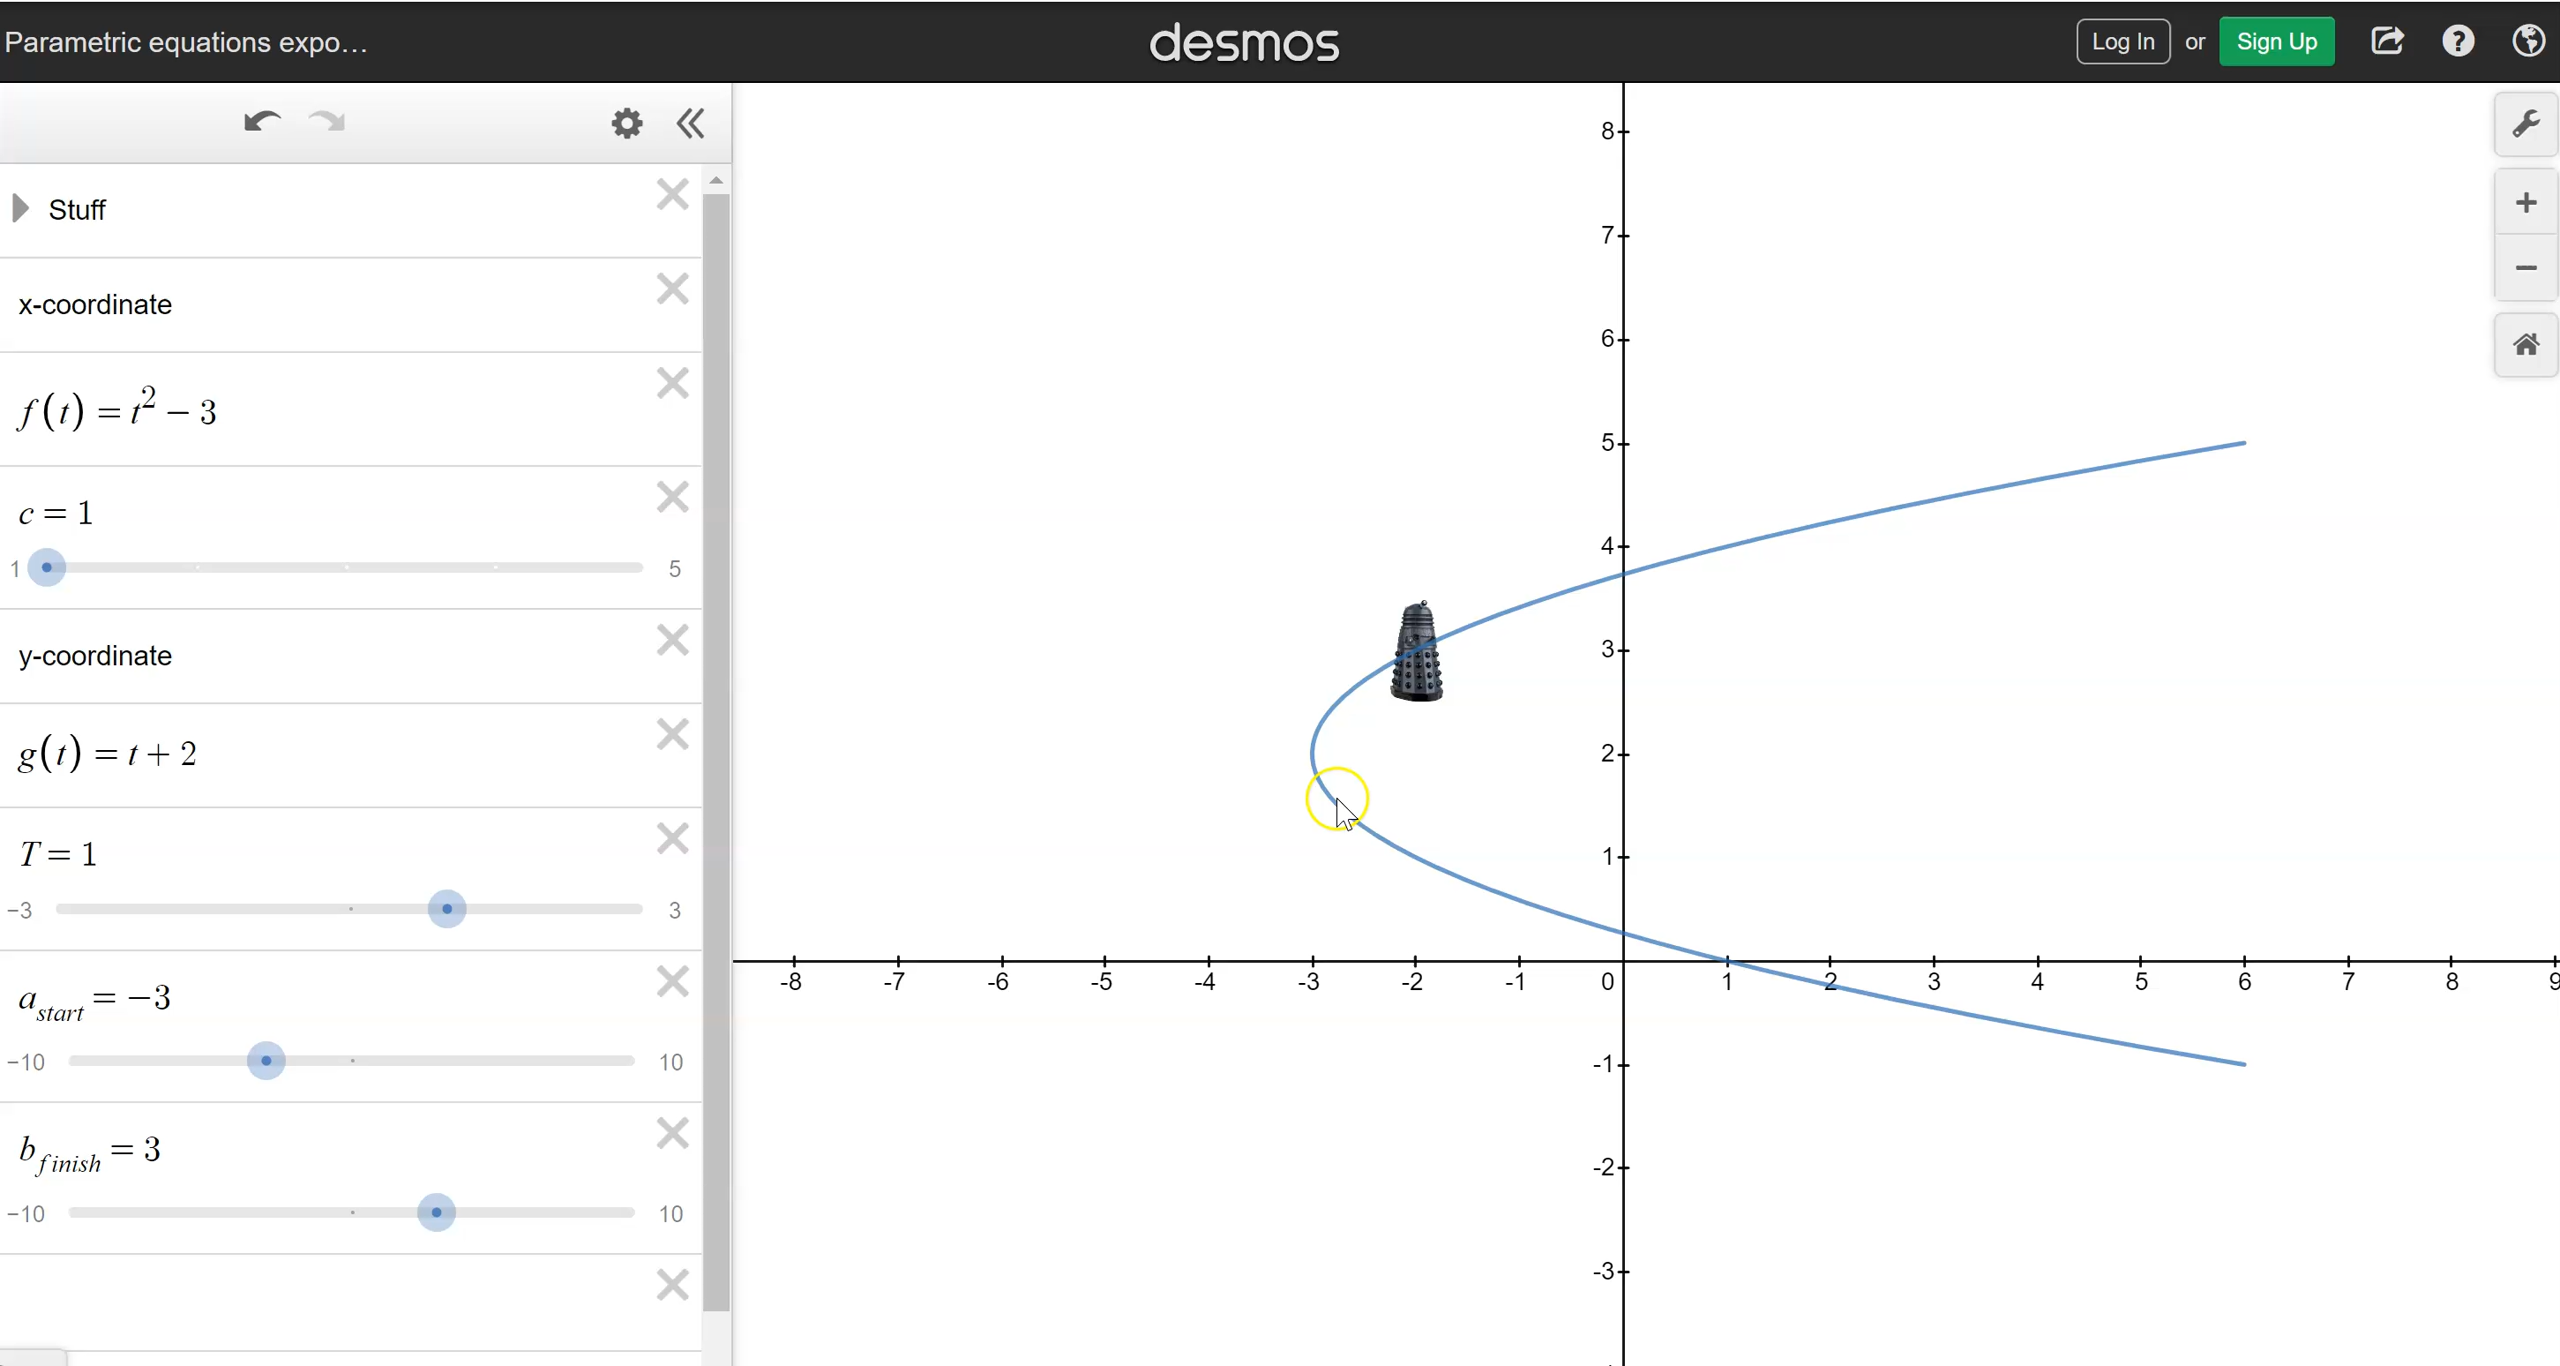 Parametric equations expo…
desmos
Log In or Sign Up
Stuff
x-coordinate
f(t) = t² − 3
c = 1
1 5
y-coordinate
g(t) = t + 2
T = 1
−3 3
a_start = −3
−10 10
b_finish = 3
−10 10
8
7
6
5
4
3
2
1
-8 -7 -6 -5 -4 -3 -2 -1 0 1 2 3 4 5 6 7 8 9
-1
-2
-3